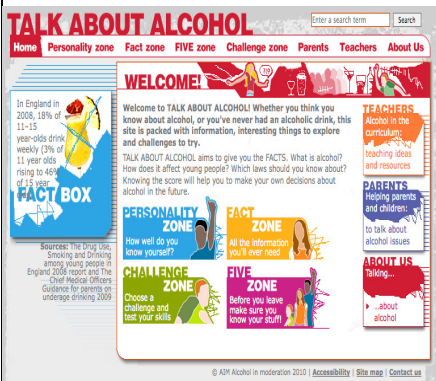 TALK ABOUT ALCOHOL
Enter a search term
Search
Home Personality zone Fact zone FIVE zone Challenge zone Parents Teachers About Us
In England in
2008, 18% of
11-15
year-olds drink
weekly (3% of
11 year olds
rising to 46%
of 15 year
FACT BOX
Sources: The Drug Use,
Smoking and Drinking
among young people in
England 2008 report and The
Chief Medical Officers
Guidance for parents on
underage drinking 2009
WELCOME!
Welcome to TALK ABOUT ALCOHOL! Whether you think you
know about alcohol, or you've never had an alcoholic drink, this
site is packed with information, interesting things to explore
and challenges to try.
TALK ABOUT ALCOHOL aims to give you the FACTS. What is alcohol?
How does it affect young people? Which laws should you know about?
Knowing the score will help you to make your own decisions about
alcohol in the future.
PERSONALITY
ZONE
How well do you
know yourself?
FACT
ZONE
All the information
you'll ever need
CHALLENGE
ZONE
Choose a
challenge and
test your skills
FIVE
ZONE
Before you leave
make sure you
know your stuff!
TEACHERS
Alcohol in the
curriculum:
teaching ideas
and resources
PARENTS
Helping parents
and children:
to talk about
alcohol issues
ABOUT US
Talking...
...about
alcohol
© AIM Alcohol in moderation 2010 | Accessibility | Site map | Contact us